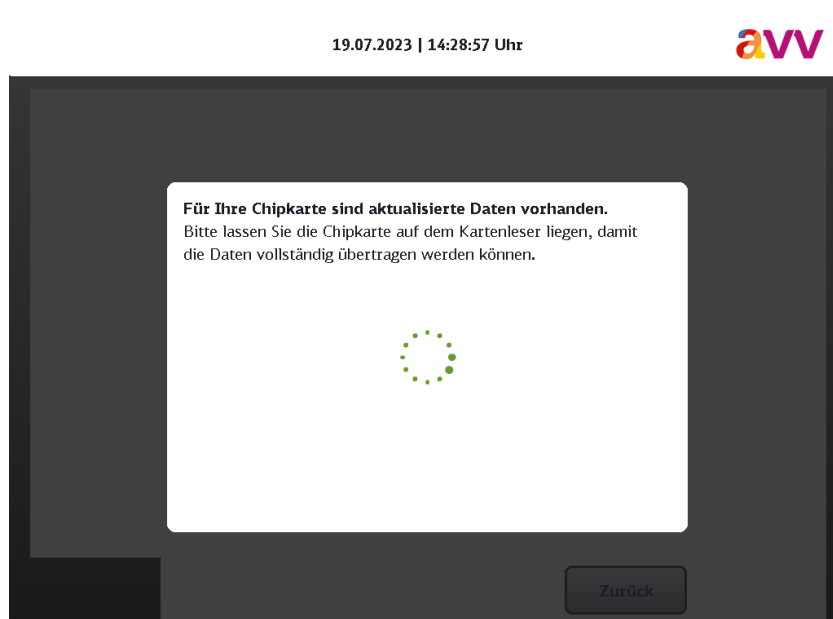 19.07.2023 | 14:28:57 Uhr
avv
Für Ihre Chipkarte sind aktualisierte Daten vorhanden.
Bitte lassen Sie die Chipkarte auf dem Kartenleser liegen, damit
die Daten vollständig übertragen werden können.
Zurück